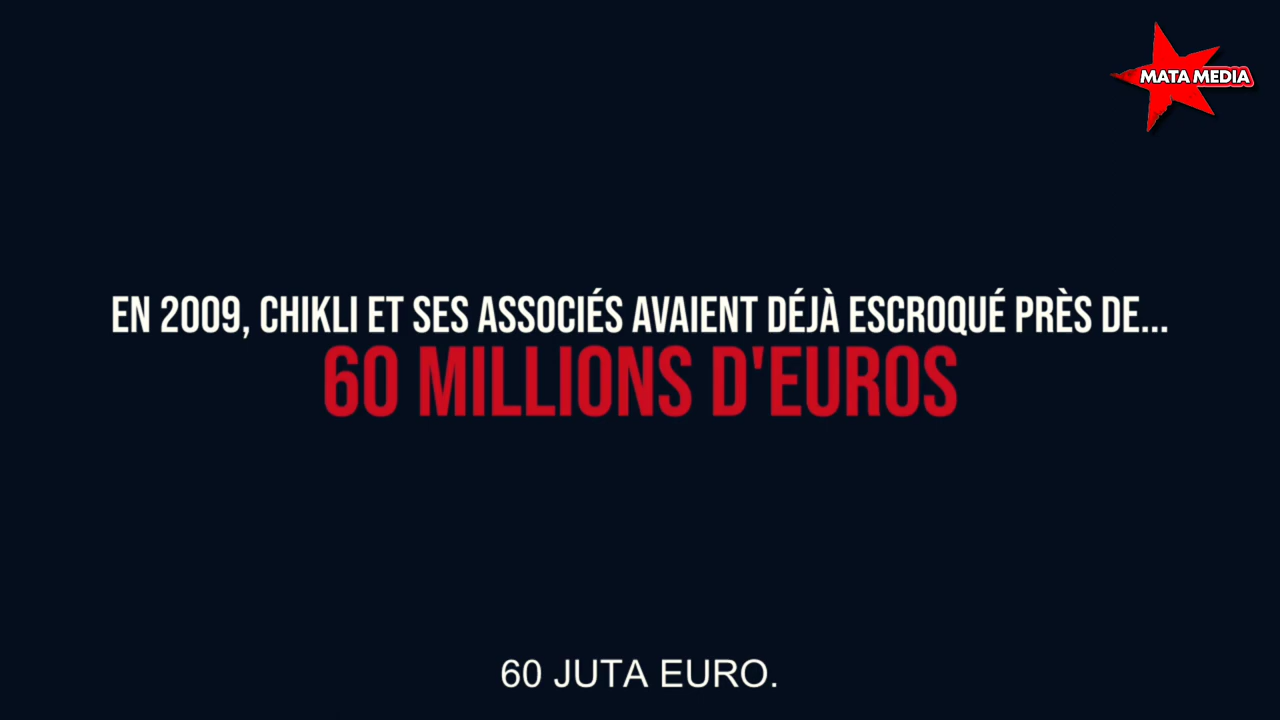 MATA MEDIA
EN 2009, CHIKLI ET SES ASSOCIÉS AVAIENT DÉJÀ ESCROQUÉ PRÈS DE...
60 MILLIONS D'EUROS
60 JUTA EURO.